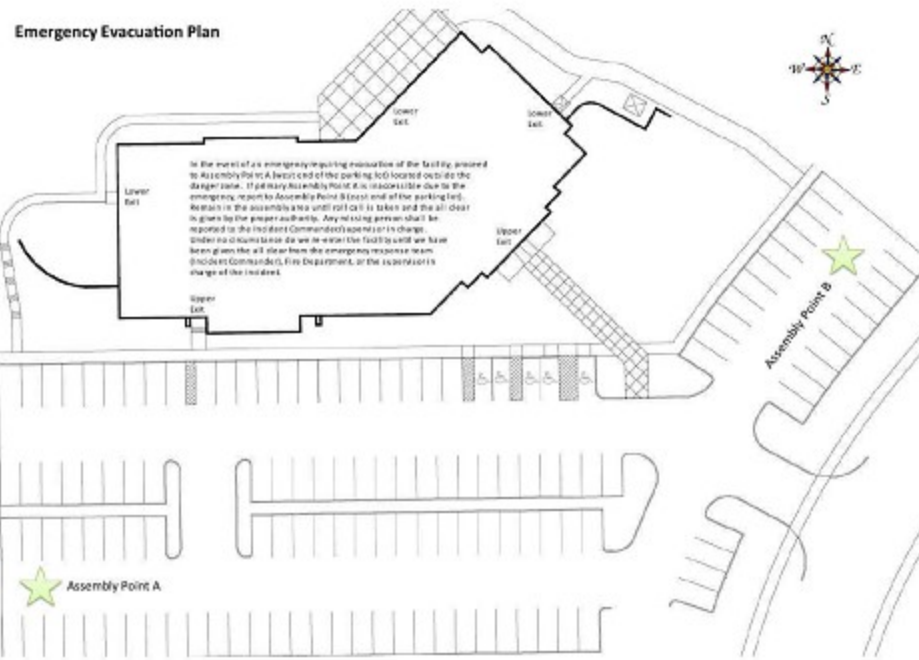 Emergency Evacuation Plan
N
W E
S
Lower
Exit
Lower
Exit
In the event of an emergency requiring evacuation of the facility, proceed
to Assembly Point A (west end of the parking lot) located outside the
danger zone. If primary Assembly Point A is inaccessible due to the
emergency, report to Assembly Point B (east end of the parking lot).
Remain in the assembly area until roll call is taken and the all clear
is given by the proper authority. Any missing person shall be
reported to the Incident Commander/supervisor in charge.
Under no circumstance do we re-enter the facility until we have
been given the all clear from the emergency response team
(Incident Commander), Fire Department, or the supervisor in
charge of the incident.
Lower
Exit
Upper
Exit
Upper
Exit
Assembly Point B
Assembly Point A